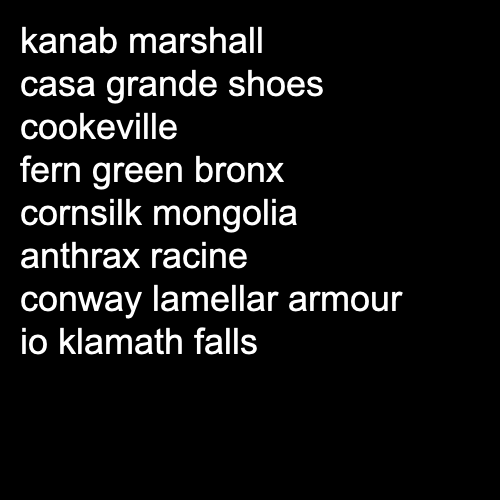 kanab marshall
casa grande shoes
cookeville
fern green bronx
cornsilk mongolia
anthrax racine
conway lamellar armour
io klamath falls